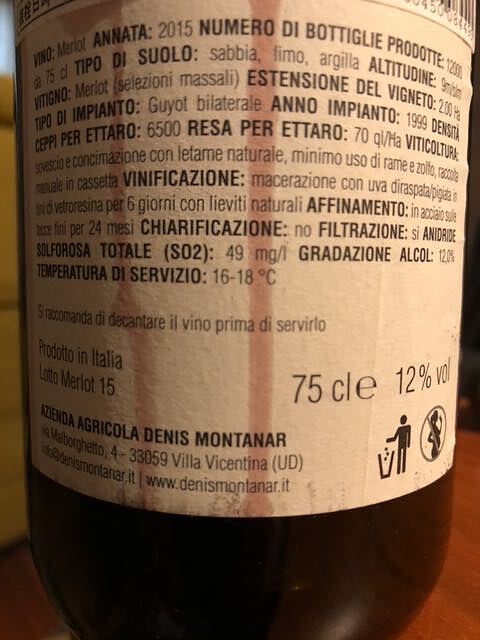 VINO: Merlot ANNATA: 2015 NUMERO DI BOTTIGLIE PRODOTTE: 12000
da 75 cl TIPO DI SUOLO: sabbia, limo, argilla ALTITUDINE: 9m/slm
VITIGNO: Merlot (selezioni massali) ESTENSIONE DEL VIGNETO: 2.00 Ha
TIPO DI IMPIANTO: Guyot bilaterale ANNO IMPIANTO: 1999 DENSITÀ
CEPPI PER ETTARO: 6500 RESA PER ETTARO: 70 ql/Ha VITICOLTURA:
sovescio e concimazione con letame naturale, minimo uso di rame e zolfo, raccolta
manuale in cassetta VINIFICAZIONE: macerazione con uva diraspata/pigiata in
tini di vetroresina per 6 giorni con lieviti naturali AFFINAMENTO: in acciaio sulle
fecce fini per 24 mesi CHIARIFICAZIONE: no FILTRAZIONE: sì ANIDRIDE
SOLFOROSA TOTALE (SO2): 49 mg/l GRADAZIONE ALCOL: 12,0%
TEMPERATURA DI SERVIZIO: 16-18 °C
Si raccomanda di decantare il vino prima di servirlo
Prodotto in Italia
Lotto Merlot 15
75 cl e 12% vol
AZIENDA AGRICOLA DENIS MONTANAR
via Malborghetto, 4 - 33059 Villa Vicentina (UD)
info@denismontanar.it | www.denismontanar.it